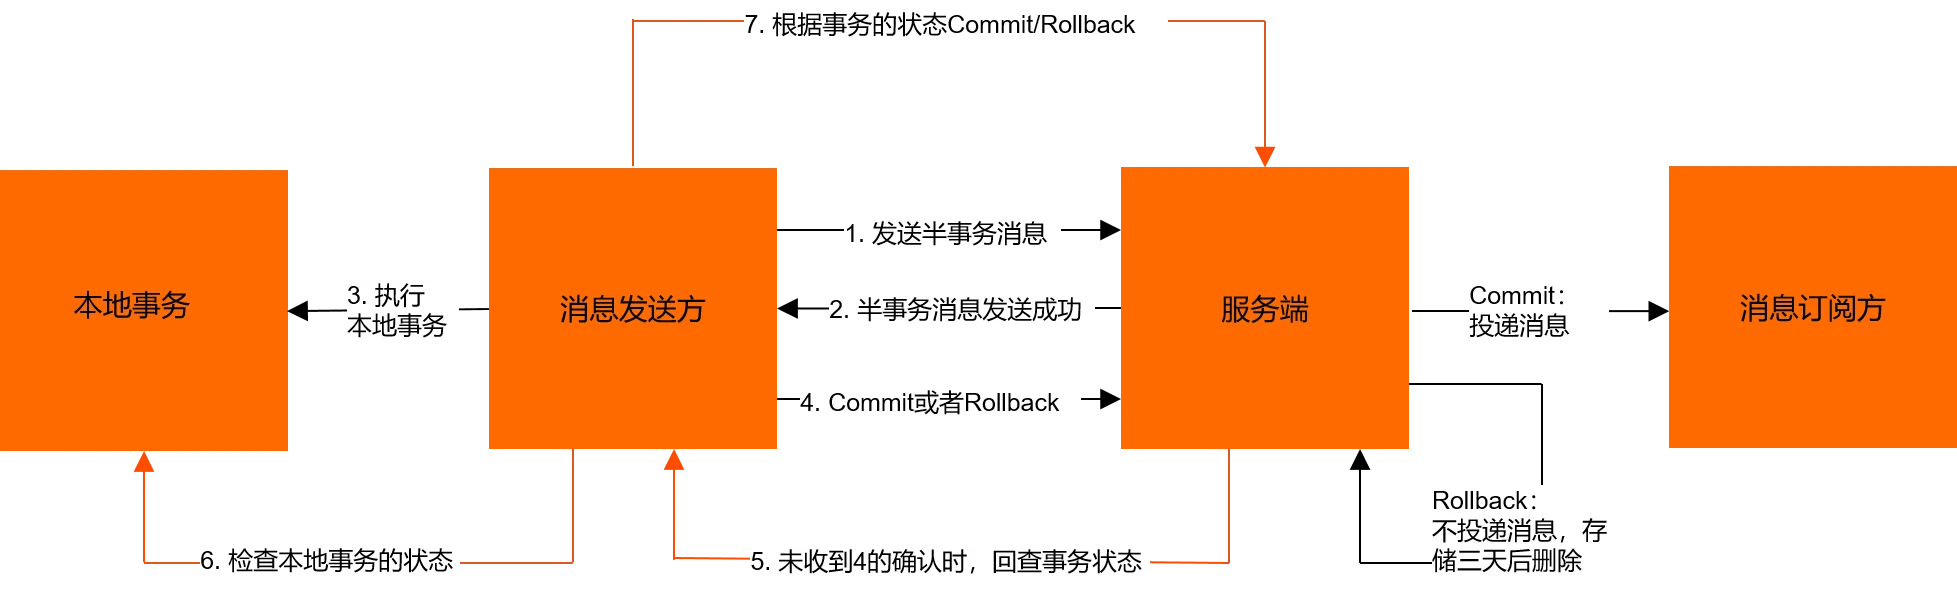 7. 根据事务的状态Commit/Rollback
1. 发送半事务消息
本地事务
3. 执行
本地事务
消息发送方
2. 半事务消息发送成功
服务端
Commit：
投递消息
消息订阅方
4. Commit或者Rollback
Rollback：
不投递消息，存
储三天后删除
6. 检查本地事务的状态
5. 未收到4的确认时，回查事务状态